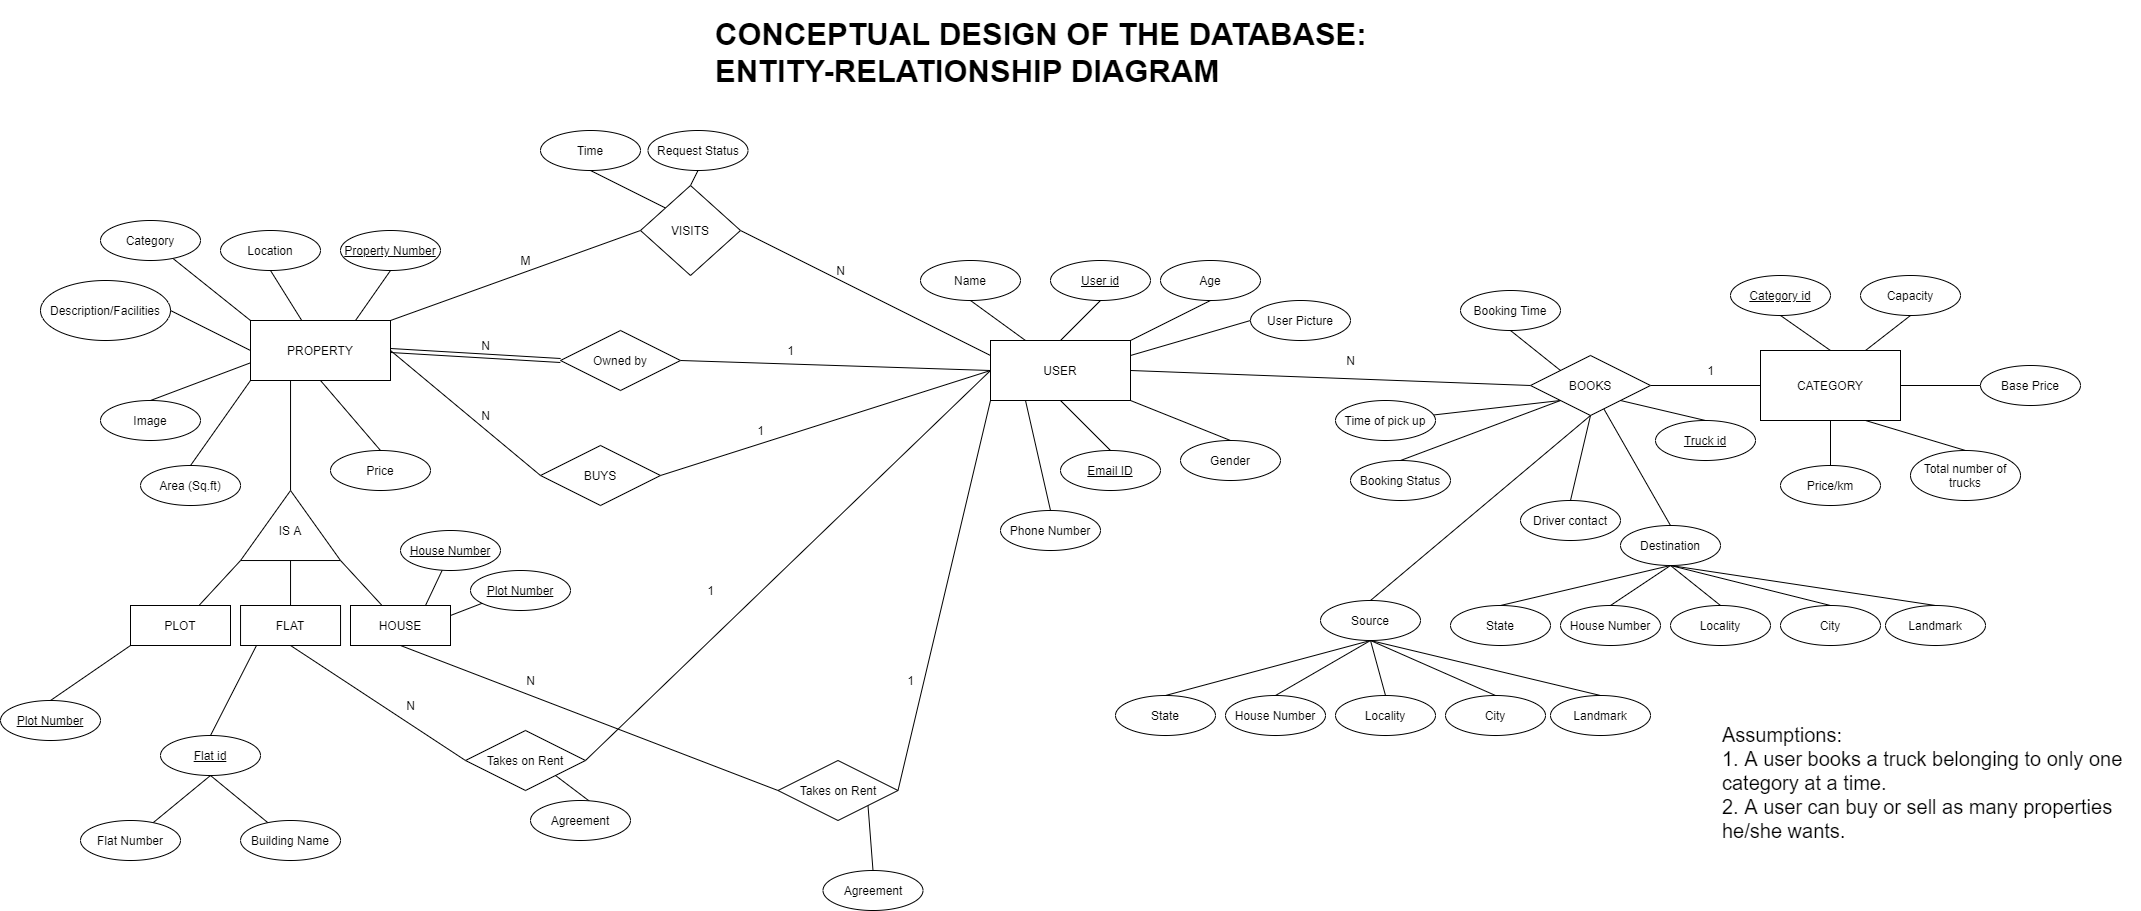 CONCEPTUAL DESIGN OF THE DATABASE:
ENTITY-RELATIONSHIP DIAGRAM
Time
Request Status
VISITS
Category
Location
Property Number
M
N
Description/Facilities
Name
User id
Age
User Picture
Booking Time
Category id
Capacity
PROPERTY
N
Owned by
1
USER
N
BOOKS
1
CATEGORY
Base Price
Image
Area (Sq.ft)
Price
N
BUYS
1
Time of pick up
Booking Status
Truck id
Email ID
Gender
Phone Number
Driver contact
Price/km
Total number of
trucks
IS A
House Number
Plot Number
Destination
PLOT
FLAT
HOUSE
1
Source
State
House Number
Locality
City
Landmark
N
N
1
State
House Number
Locality
City
Landmark
Plot Number
Flat id
Takes on Rent
Takes on Rent
Agreement
Flat Number
Building Name
Agreement
Assumptions:
1. A user books a truck belonging to only one
category at a time.
2. A user can buy or sell as many properties
he/she wants.